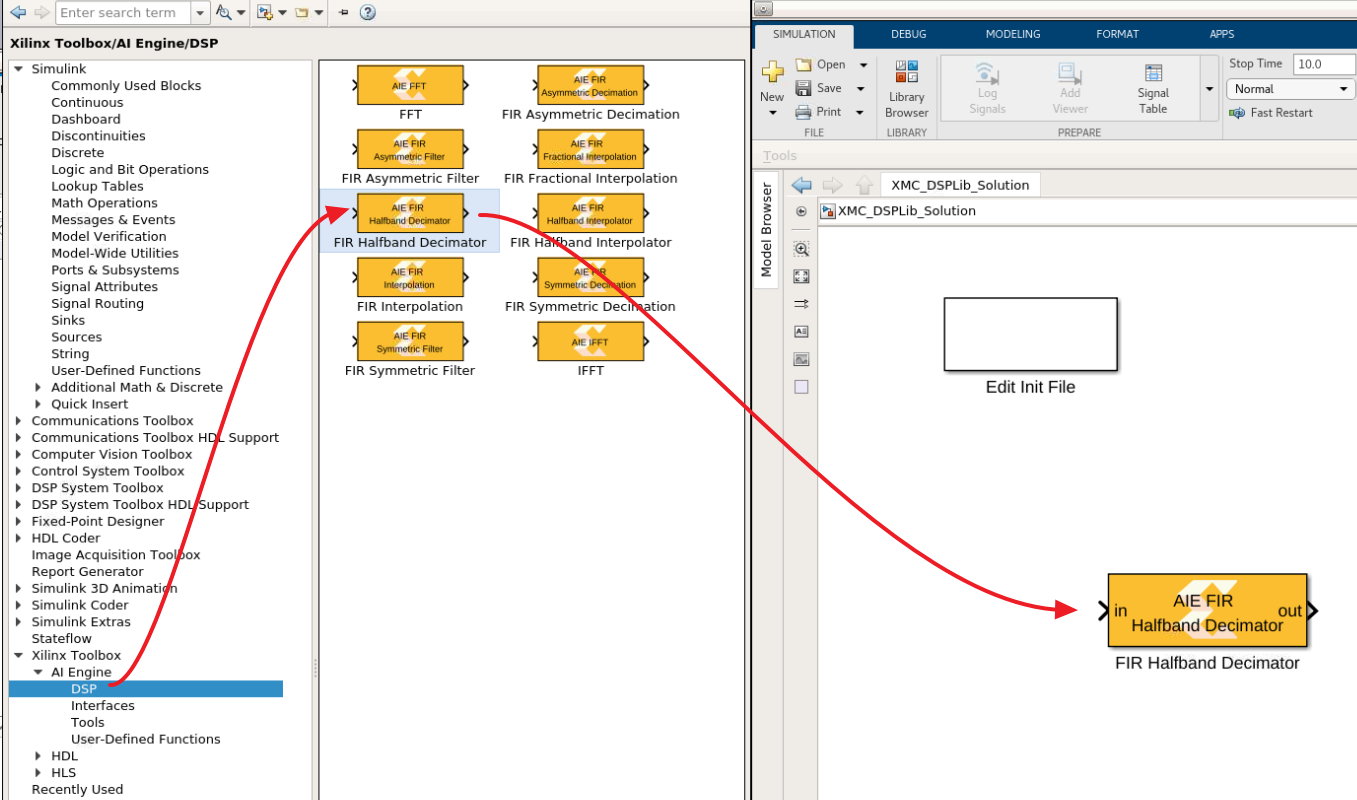 Enter search term
Xilinx Toolbox/AI Engine/DSP
Simulink
Commonly Used Blocks
Continuous
Dashboard
Discontinuities
Discrete
Logic and Bit Operations
Lookup Tables
Math Operations
Messages & Events
Model Verification
Model-Wide Utilities
Ports & Subsystems
Signal Attributes
Signal Routing
Sinks
Sources
String
User-Defined Functions
Additional Math & Discrete
Quick Insert
Communications Toolbox
Communications Toolbox HDL Support
Computer Vision Toolbox
Control System Toolbox
DSP System Toolbox
DSP System Toolbox HDL Support
Fixed-Point Designer
HDL Coder
Image Acquisition Toolbox
Report Generator
Simulink 3D Animation
Simulink Coder
Simulink Extras
Stateflow
Xilinx Toolbox
AI Engine
DSP
Interfaces
Tools
User-Defined Functions
HDL
HLS
Recently Used
AIE FFT
FFT
AIE FIR
Asymmetric Decimation
FIR Asymmetric Decimation
AIE FIR
Asymmetric Filter
FIR Asymmetric Filter
AIE FIR
Fractional Interpolation
FIR Fractional Interpolation
AIE FIR
Halfband Decimator
FIR Halfband Decimator
AIE FIR
Halfband Interpolator
FIR Halfband Interpolator
AIE FIR
Interpolation
FIR Interpolation
AIE FIR
Symmetric Decimation
FIR Symmetric Decimation
AIE FIR
Symmetric Filter
FIR Symmetric Filter
AIE IFFT
IFFT
SIMULATION DEBUG MODELING FORMAT APPS
New
Open
Save
Print
FILE
Library
Browser
LIBRARY
Log
Signals
Add
Viewer
Signal
Table
PREPARE
Stop Time 10.0
Normal
Fast Restart
Tools
Model Browser
XMC_DSPLib_Solution
XMC_DSPLib_Solution
Edit Init File
in AIE FIR out
Halfband Decimator
FIR Halfband Decimator